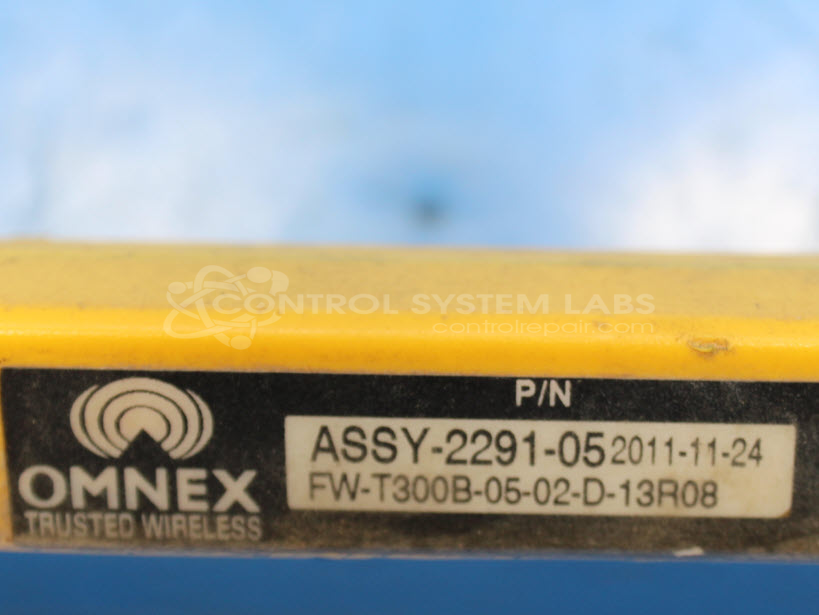 CONTROL SYSTEM LABS
controlrepair.com
P/N
ASSY-2291-05 2011-11-24
FW-T300B-05-02-D-13R08
OMNEX
TRUSTED WIRELESS